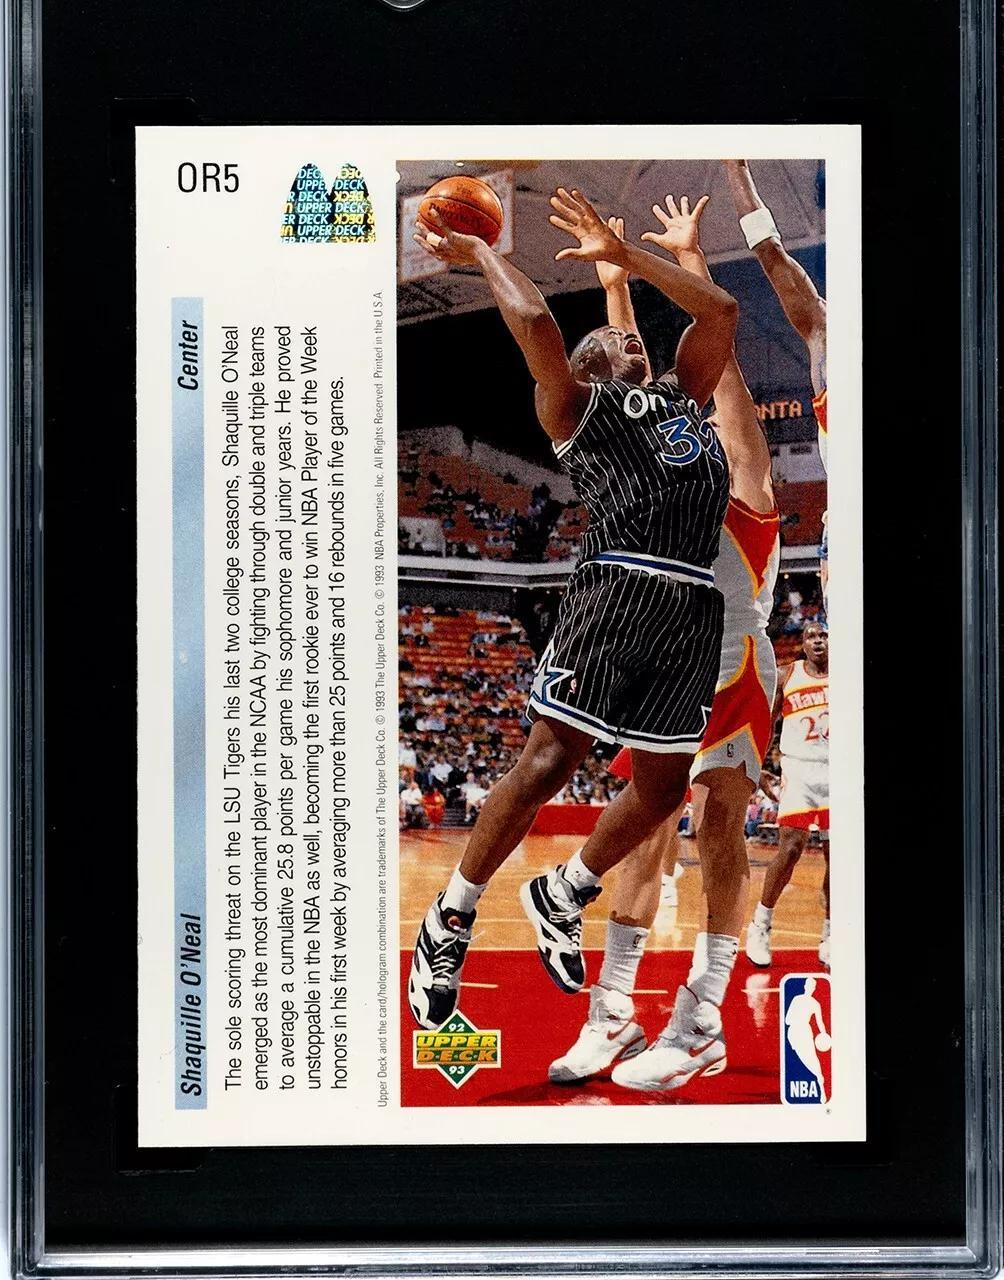 OR5
UPPER DECK
Shaquille O'Neal Center
The sole scoring threat on the LSU Tigers his last two college seasons, Shaquille O'Neal
emerged as the most dominant player in the NCAA by fighting through double and triple teams
to average a cumulative 25.8 points per game his sophomore and junior years. He proved
unstoppable in the NBA as well, becoming the first rookie ever to win NBA Player of the Week
honors in his first week by averaging more than 25 points and 16 rebounds in five games.
Upper Deck and the card/hologram combination are trademarks of The Upper Deck Co. © 1993 The Upper Deck Co. © 1993 NBA Properties, Inc. All Rights Reserved. Printed in the U.S.A.
32
92
UPPER
DECK
93
NBA